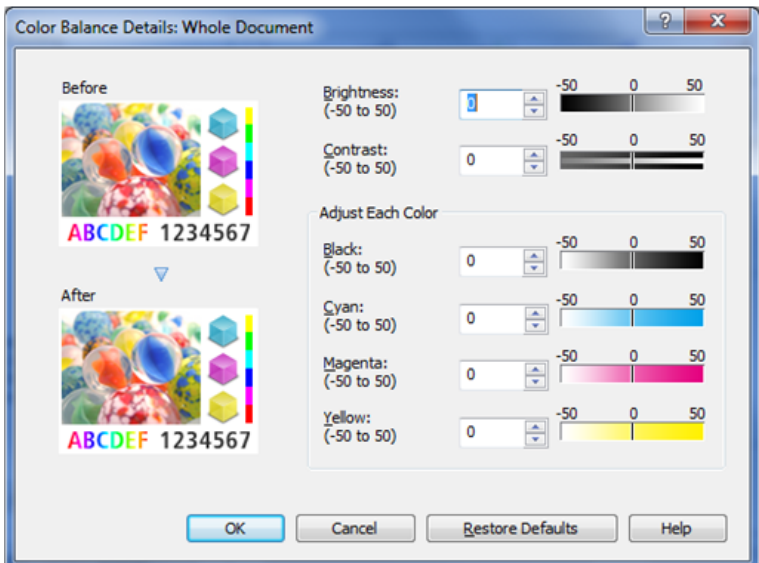 Color Balance Details: Whole Document
?
X
Before
ABCDEF 1234567
After
ABCDEF 1234567
Brightness:
(-50 to 50)
0
-50 0 50
Contrast:
(-50 to 50)
0
-50 0 50
Adjust Each Color
Black:
(-50 to 50)
0
-50 0 50
Cyan:
(-50 to 50)
0
-50 0 50
Magenta:
(-50 to 50)
0
-50 0 50
Yellow:
(-50 to 50)
0
-50 0 50
OK Cancel Restore Defaults Help